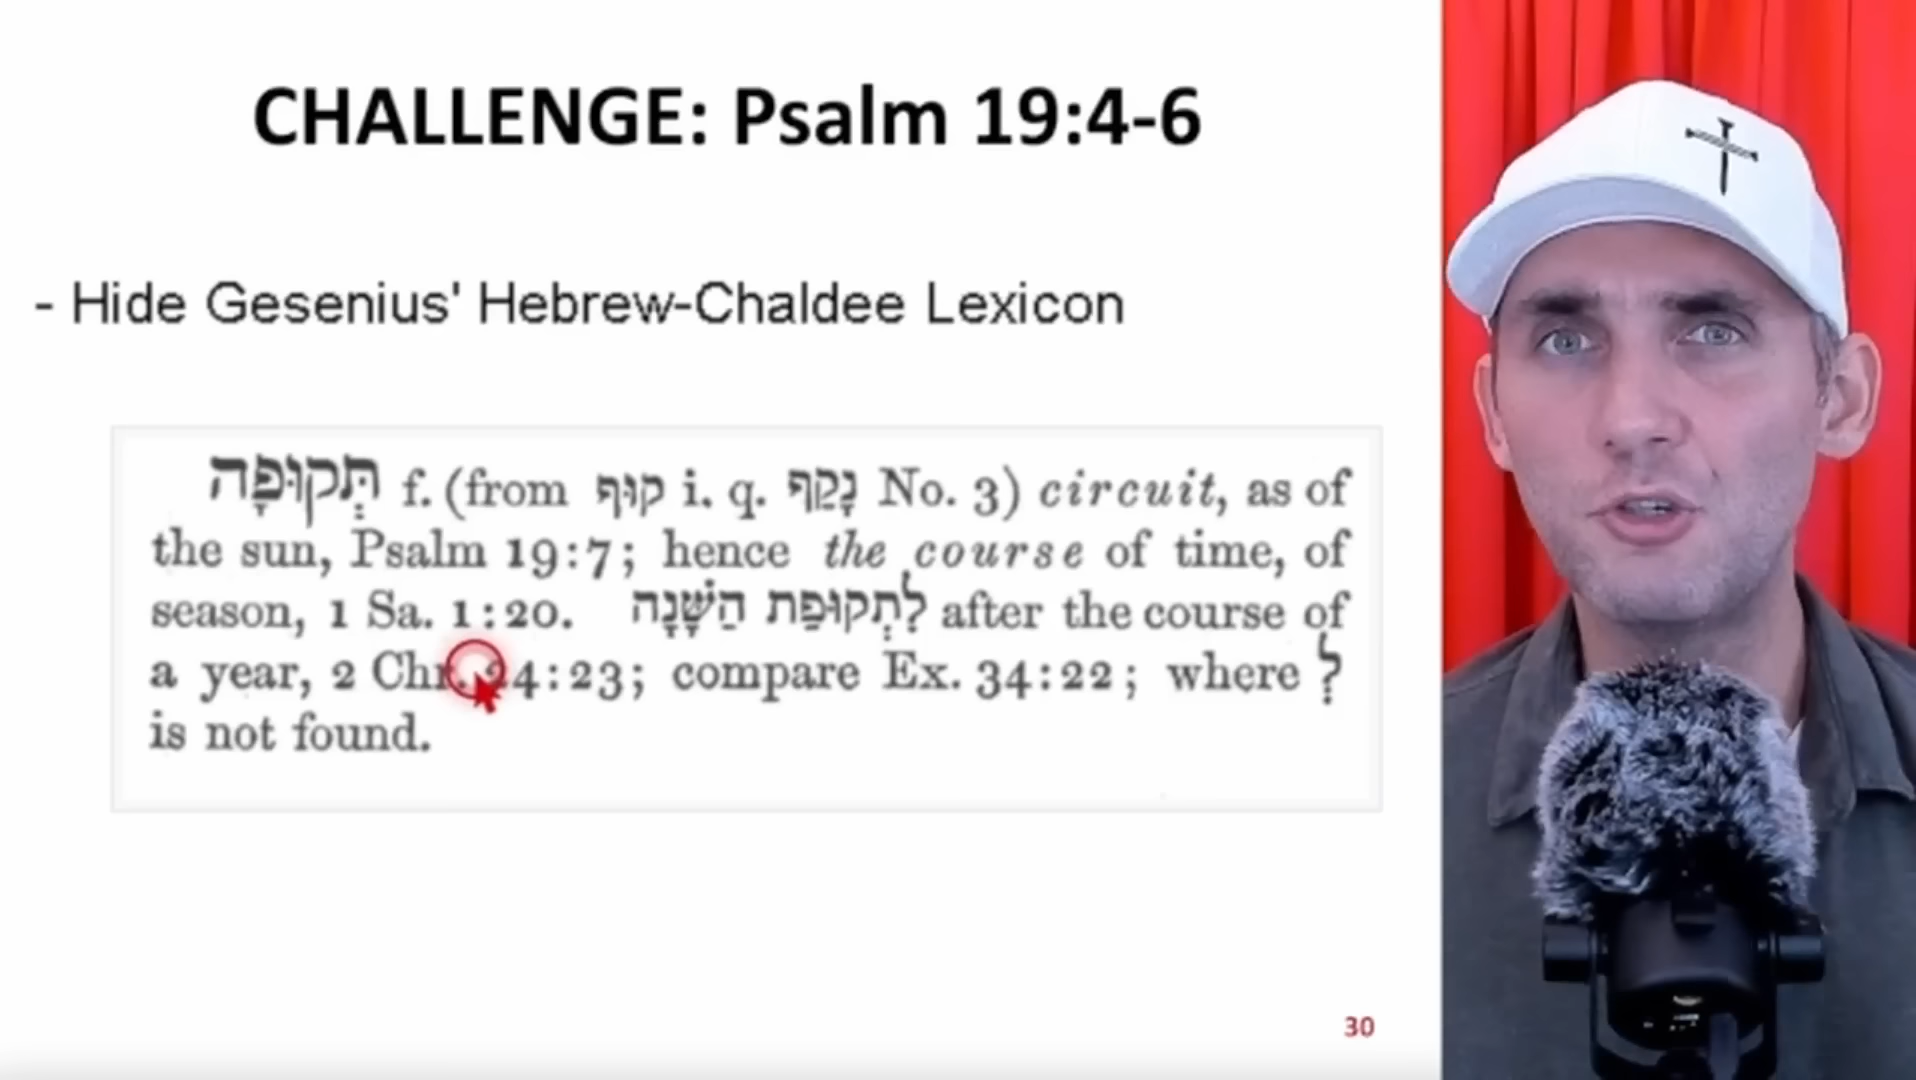 CHALLENGE: Psalm 19:4-6
- Hide Gesenius' Hebrew-Chaldee Lexicon
תְּקוּפָה f. (from קוּף i. q. נָקַף No. 3) circuit, as of
the sun, Psalm 19:7; hence the course of time, of
season, 1 Sa. 1:20. לִתְקוּפַת הַשָּׁנָה after the course of
a year, 2 Chr. 24:23; compare Ex. 34:22; where לְ
is not found.
30